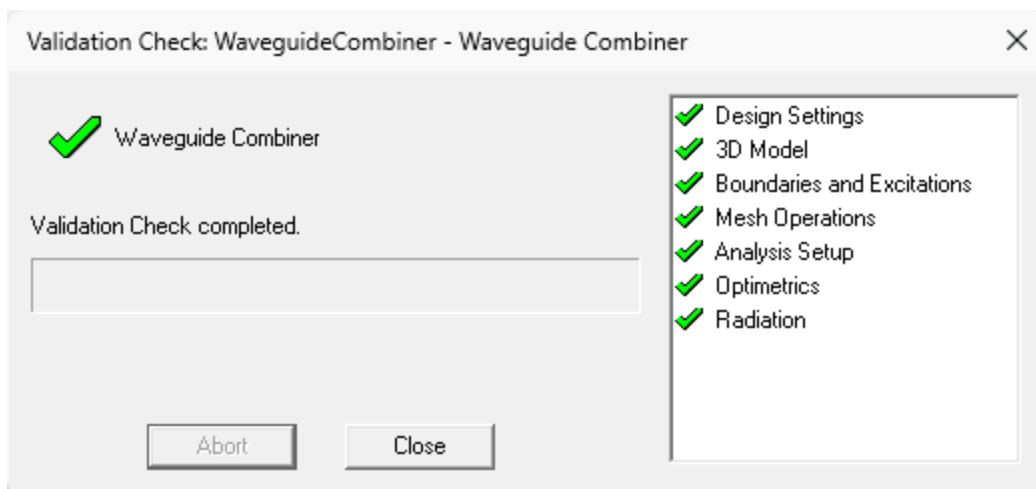 Validation Check: WaveguideCombiner - Waveguide Combiner
Waveguide Combiner
Validation Check completed.
Abort
Close
Design Settings
3D Model
Boundaries and Excitations
Mesh Operations
Analysis Setup
Optimetrics
Radiation